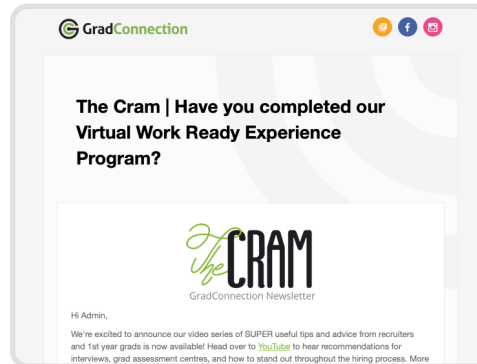 GradConnection
The Cram | Have you completed our
Virtual Work Ready Experience
Program?
The CRAM
GradConnection Newsletter
Hi Admin,
We're excited to announce our video series of SUPER useful tips and advice from recruiters
and 1st year grads is now available! Head over to YouTube to hear recommendations for
interviews, grad assessment centres, and how to stand out throughout the hiring process. More